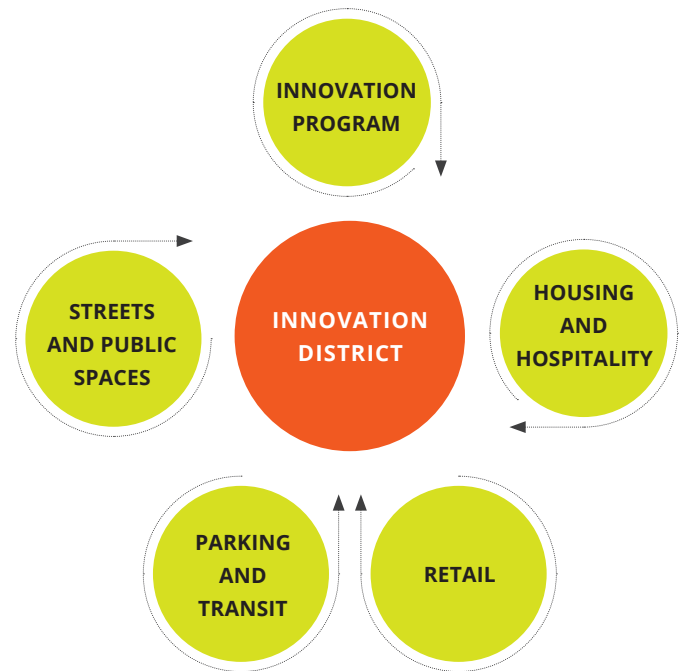 INNOVATION
PROGRAM
STREETS
AND PUBLIC
SPACES
INNOVATION
DISTRICT
HOUSING
AND
HOSPITALITY
PARKING
AND
TRANSIT
RETAIL